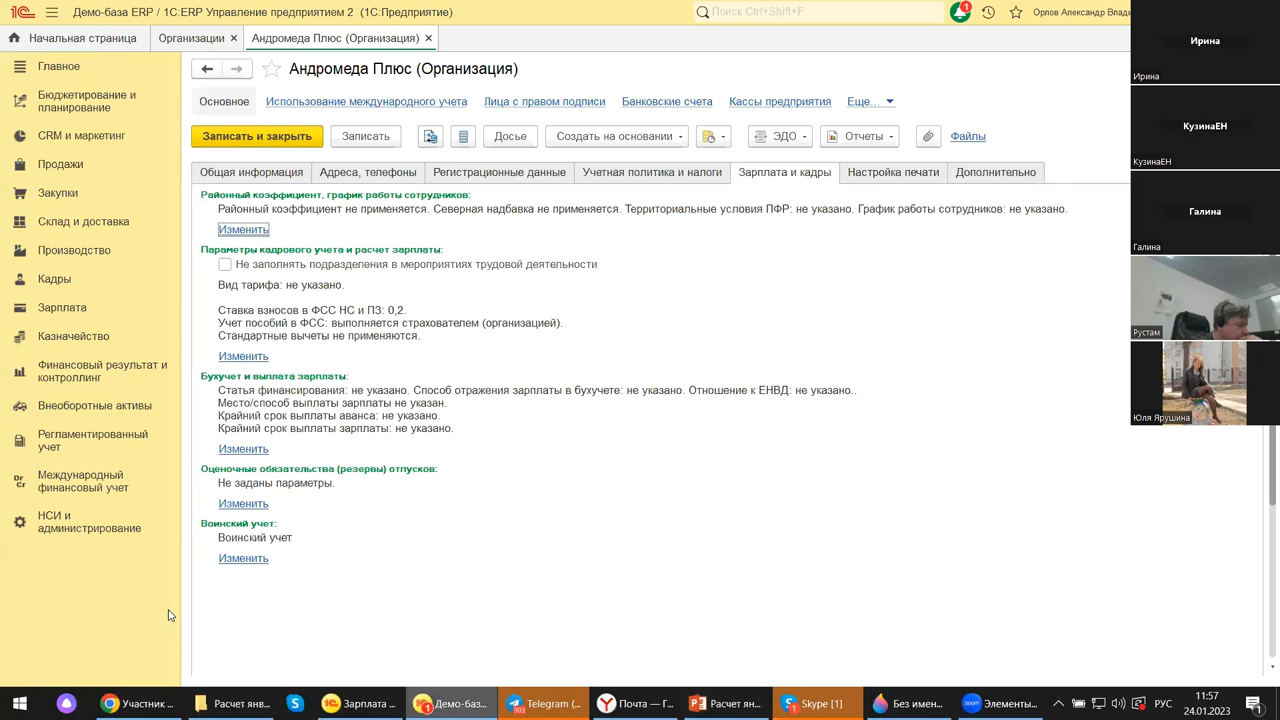 Демо-база ERP / 1С:ERP Управление предприятием 2 (1С:Предприятие)
Поиск Ctrl+Shift+F
1
Орлов Александр Влади
Начальная страница
Организации ×
Андромеда Плюс (Организация) ×
Главное
Бюджетирование и
планирование
CRM и маркетинг
Продажи
Закупки
Склад и доставка
Производство
Кадры
Зарплата
Казначейство
Финансовый результат и
контроллинг
Внеоборотные активы
Регламентированный
учет
Dr
Cr
Международный
финансовый учет
НСИ и
администрирование
Андромеда Плюс (Организация)
Основное
Использование международного учета
Лица с правом подписи
Банковские счета
Кассы предприятия
Еще...
Записать и закрыть
Записать
Досье
Создать на основании
ЭДО
Отчеты
Файлы
Общая информация
Адреса, телефоны
Регистрационные данные
Учетная политика и налоги
Зарплата и кадры
Настройка печати
Дополнительно
Районный коэффициент, график работы сотрудников:
Районный коэффициент не применяется. Северная надбавка не применяется. Территориальные условия ПФР: не указано. График работы сотрудников: не указано.
Изменить
Параметры кадрового учета и расчет зарплаты:
Не заполнять подразделения в мероприятиях трудовой деятельности
Вид тарифа: не указано.
Ставка взносов в ФСС НС и ПЗ: 0,2.
Учет пособий в ФСС: выполняется страхователем (организацией).
Стандартные вычеты не применяются.
Изменить
Бухучет и выплата зарплаты:
Статья финансирования: не указано. Способ отражения зарплаты в бухучете: не указано. Отношение к ЕНВД: не указано..
Место/способ выплаты зарплаты не указан.
Крайний срок выплаты аванса: не указано.
Крайний срок выплаты зарплаты: не указано.
Изменить
Оценочные обязательства (резервы) отпусков:
Не заданы параметры.
Изменить
Воинский учет:
Воинский учет
Изменить
Ирина
Ирина
КузинаЕН
КузинаЕН
Галина
Галина
Рустам
Юля Ярушина
Участник ...
Расчет янв...
Зарплата ...
Демо-баз...
Telegram (...
Почта — Г...
Расчет ян...
Skype [1]
Без имен...
Элементы...
РУС
11:57
24.01.2023
1